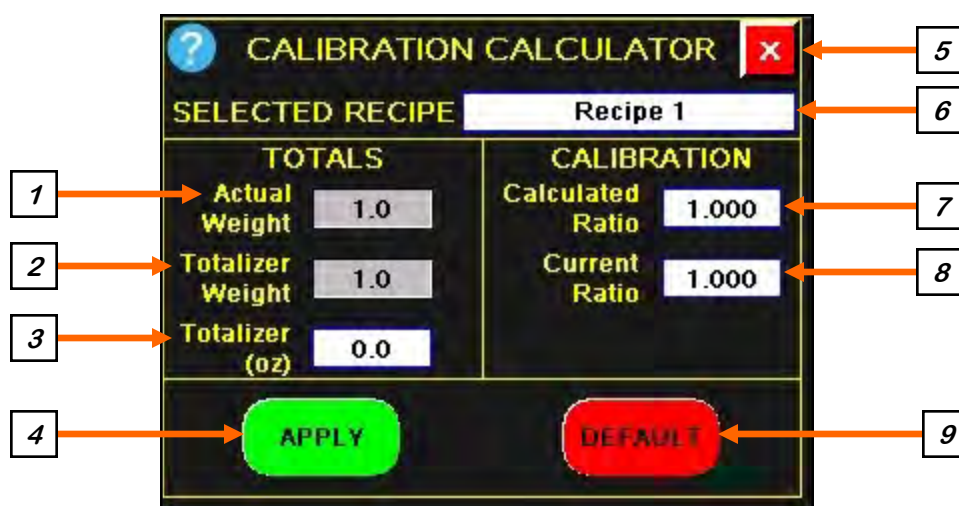 ? CALIBRATION CALCULATOR X
5
SELECTED RECIPE Recipe 1
6
TOTALS
CALIBRATION
1
Actual Weight 1.0
Calculated Ratio 1.000
7
2
Totalizer Weight 1.0
Current Ratio 1.000
8
3
Totalizer (oz) 0.0
4
APPLY
DEFAULT
9